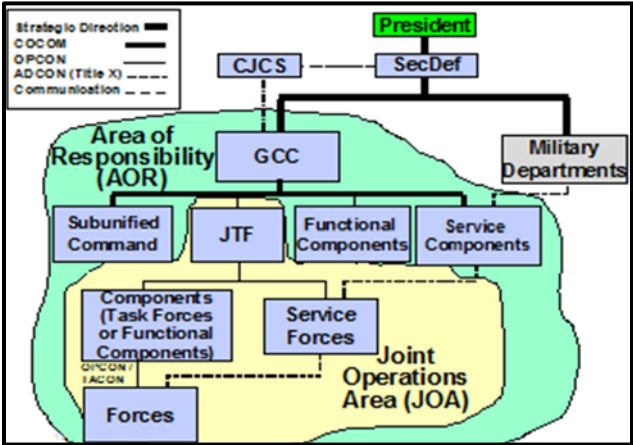 Strategic Direction
COCOM
OPCON
ADCON (Title X)
Communication
President
CJCS
SecDef
Area of
Responsibility
(AOR)
GCC
Military
Departments
Subunified
Command
JTF
Functional
Components
Service
Components
Components
(Task Forces
or Functional
Components)
Service
Forces
OPCON /
TACON
Joint
Operations
Area (JOA)
Forces